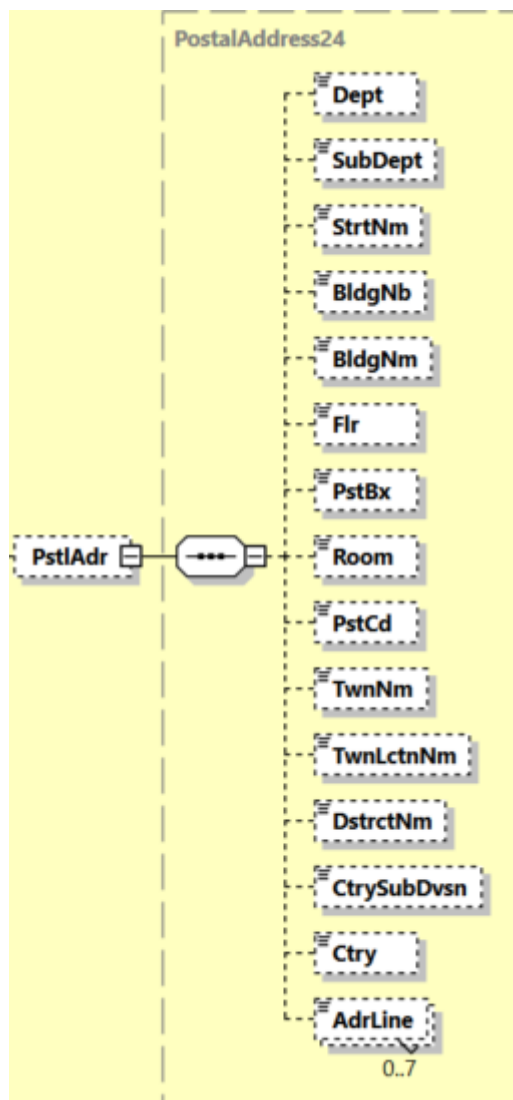 PostalAddress24
Dept
SubDept
StrtNm
BldgNb
BldgNm
Flr
PstBx
PstlAdr
Room
PstCd
TwnNm
TwnLctnNm
DstrctNm
CtrySubDvsn
Ctry
AdrLine
0..7